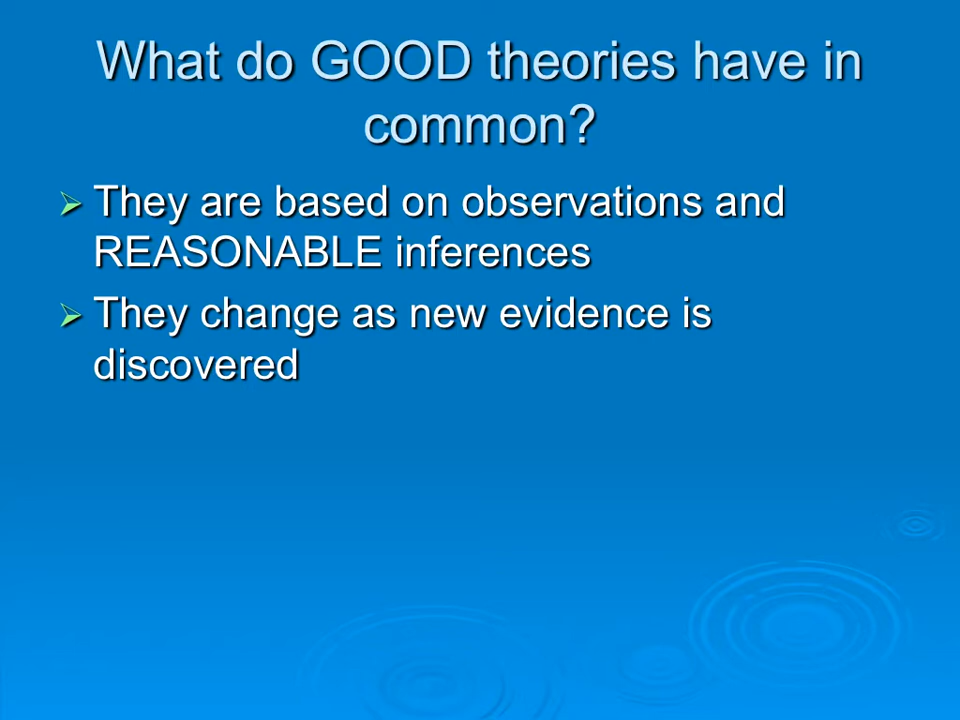 What do GOOD theories have in
common?
They are based on observations and
REASONABLE inferences
They change as new evidence is
discovered